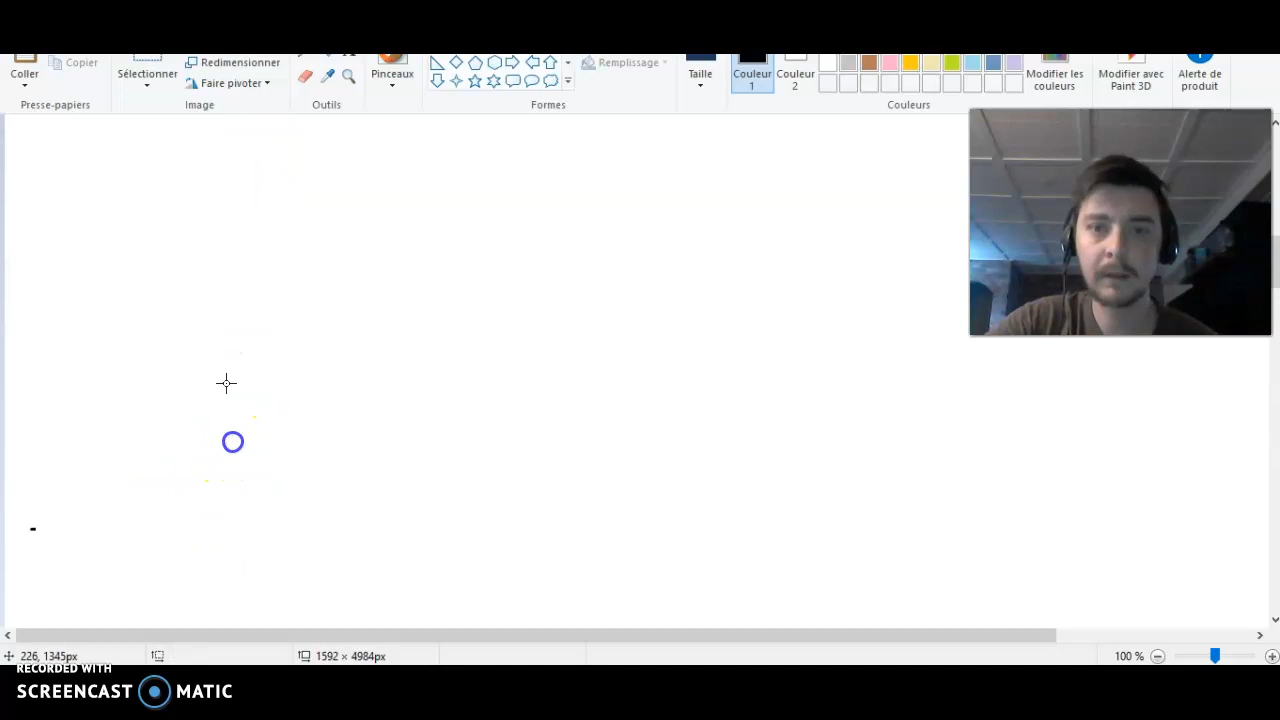 Coller
Copier
Presse-papiers
Sélectionner
Redimensionner
Faire pivoter
Image
Outils
Pinceaux
Remplissage
Formes
Taille
Couleur 1
Couleur 2
Couleurs
Modifier les couleurs
Modifier avec Paint 3D
Alerte de produit
226, 1345px
1592 × 4984px
100 %
RECORDED WITH
SCREENCAST MATIC